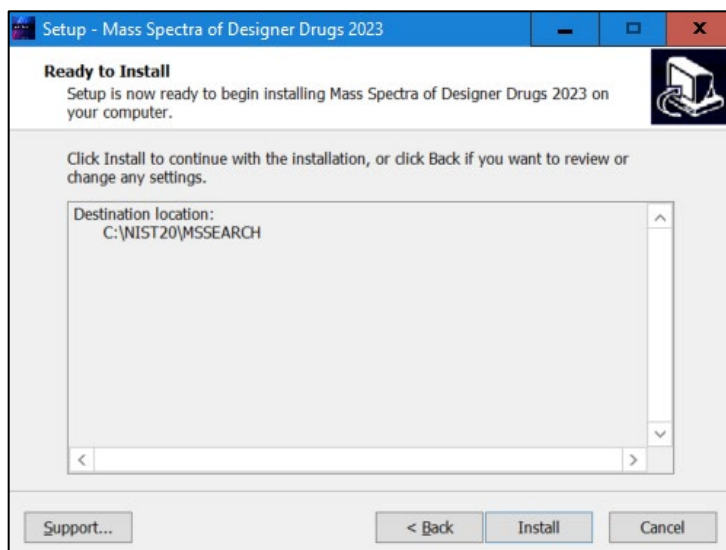 Setup - Mass Spectra of Designer Drugs 2023
Ready to Install
Setup is now ready to begin installing Mass Spectra of Designer Drugs 2023 on
your computer.
Click Install to continue with the installation, or click Back if you want to review or
change any settings.
Destination location:
C:\NIST20\MSSEARCH
Support...
< Back
Install
Cancel